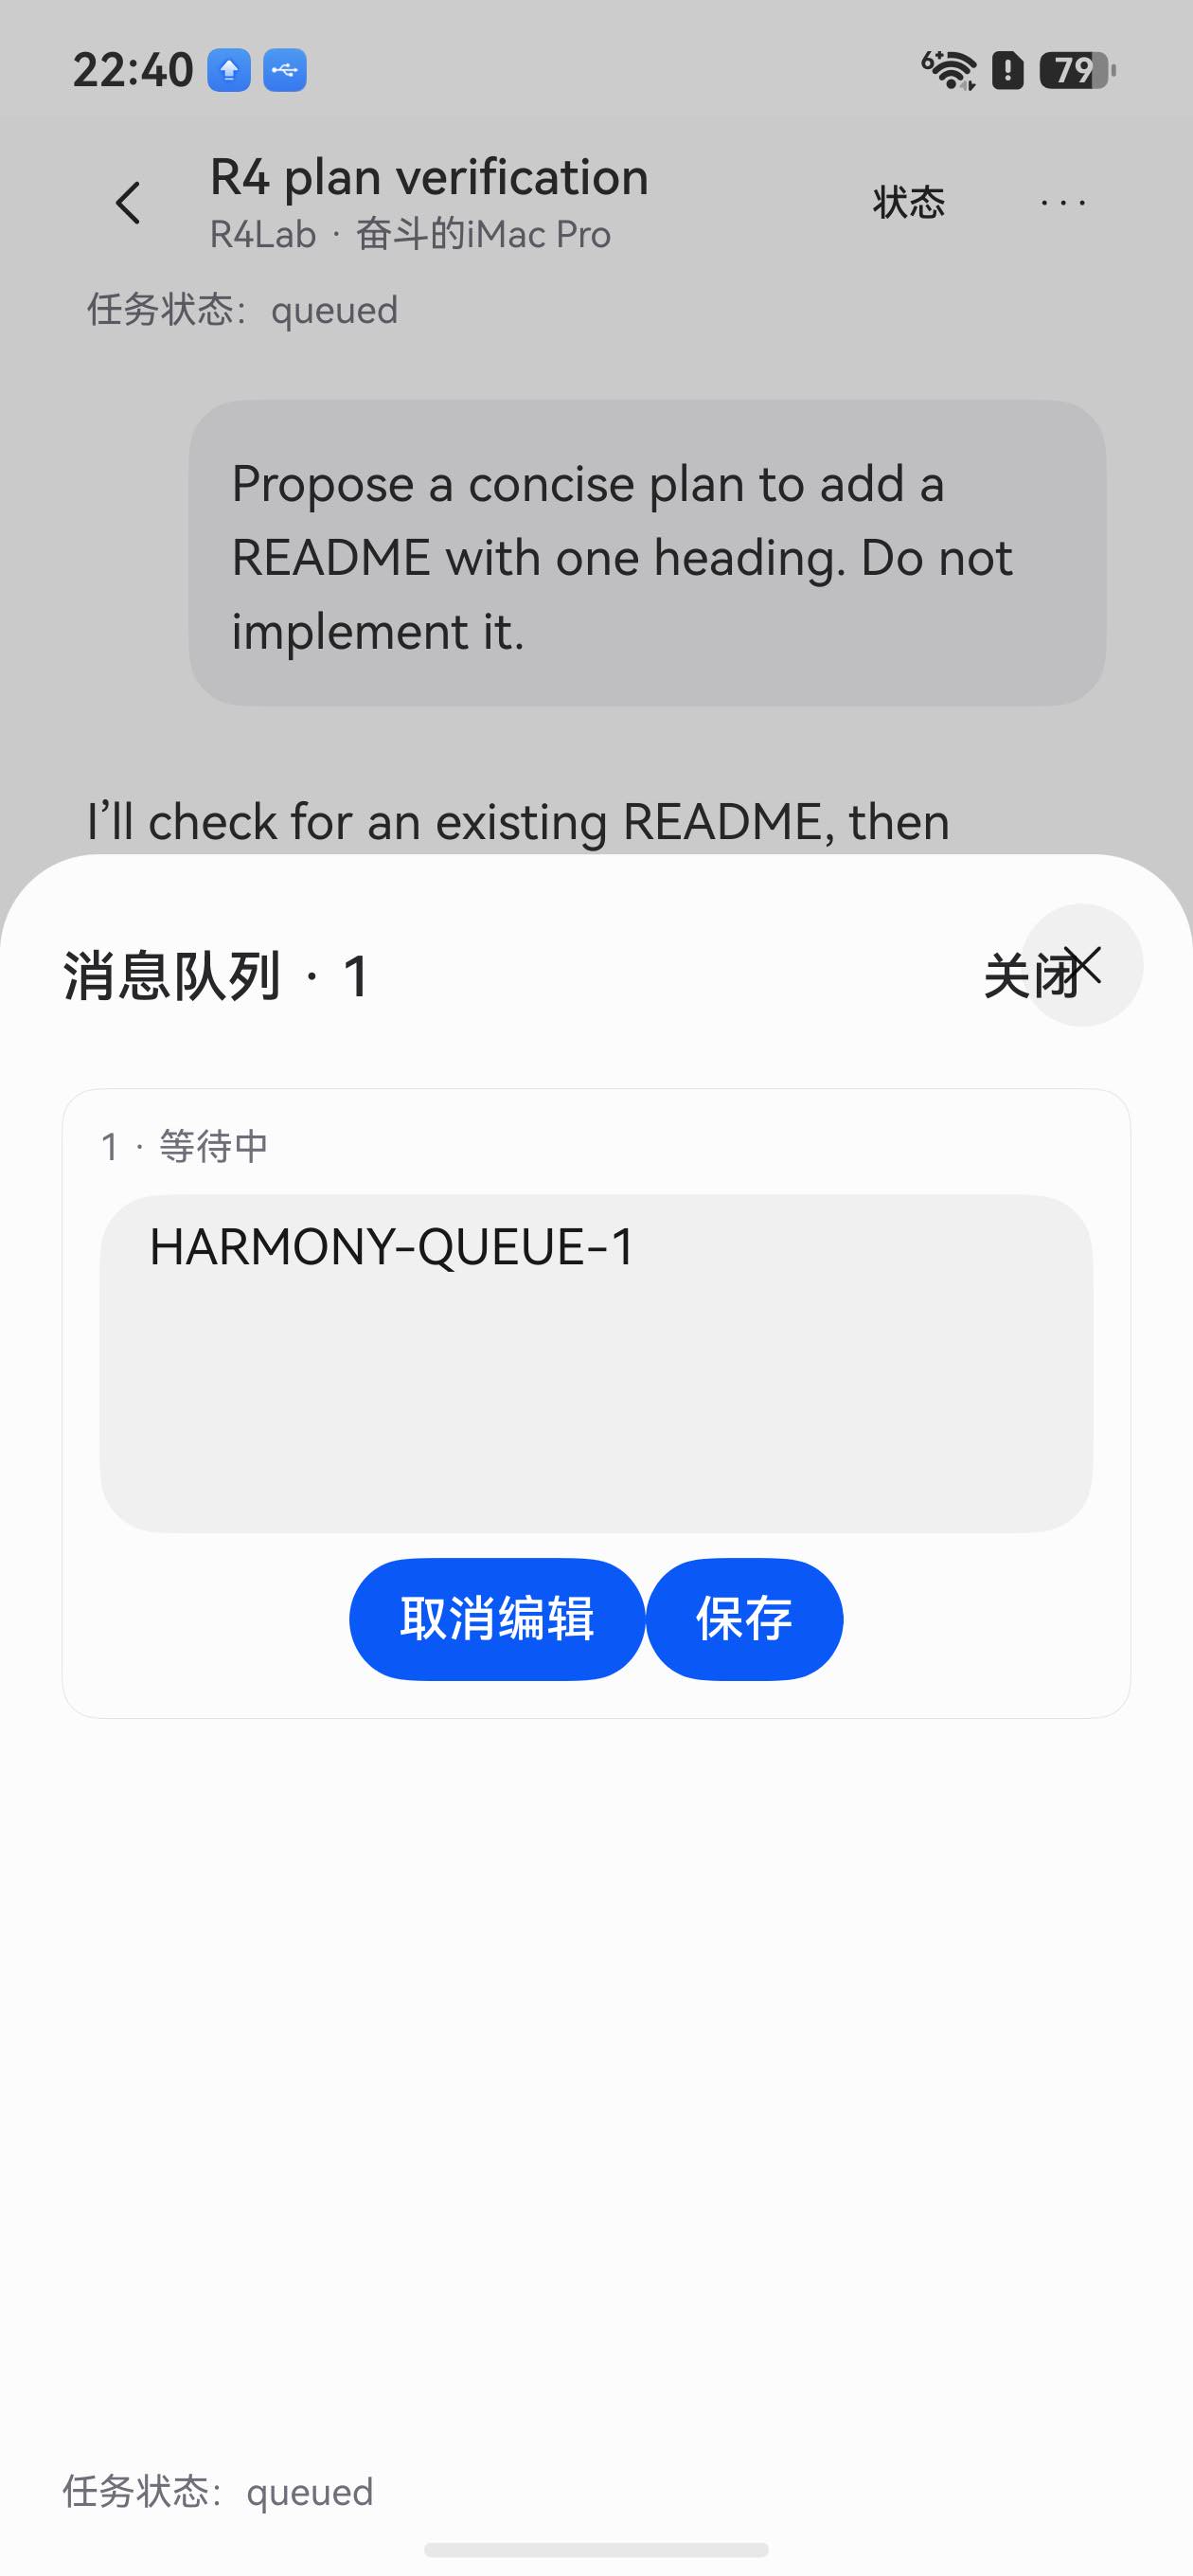 22:40
79
R4 plan verification
状态
R4Lab · 奋斗的iMac Pro
任务状态：queued
Propose a concise plan to add a
README with one heading. Do not
implement it.
I’ll check for an existing README, then
消息队列 · 1
关闭
1 · 等待中
HARMONY-QUEUE-1
取消编辑
保存
任务状态：queued